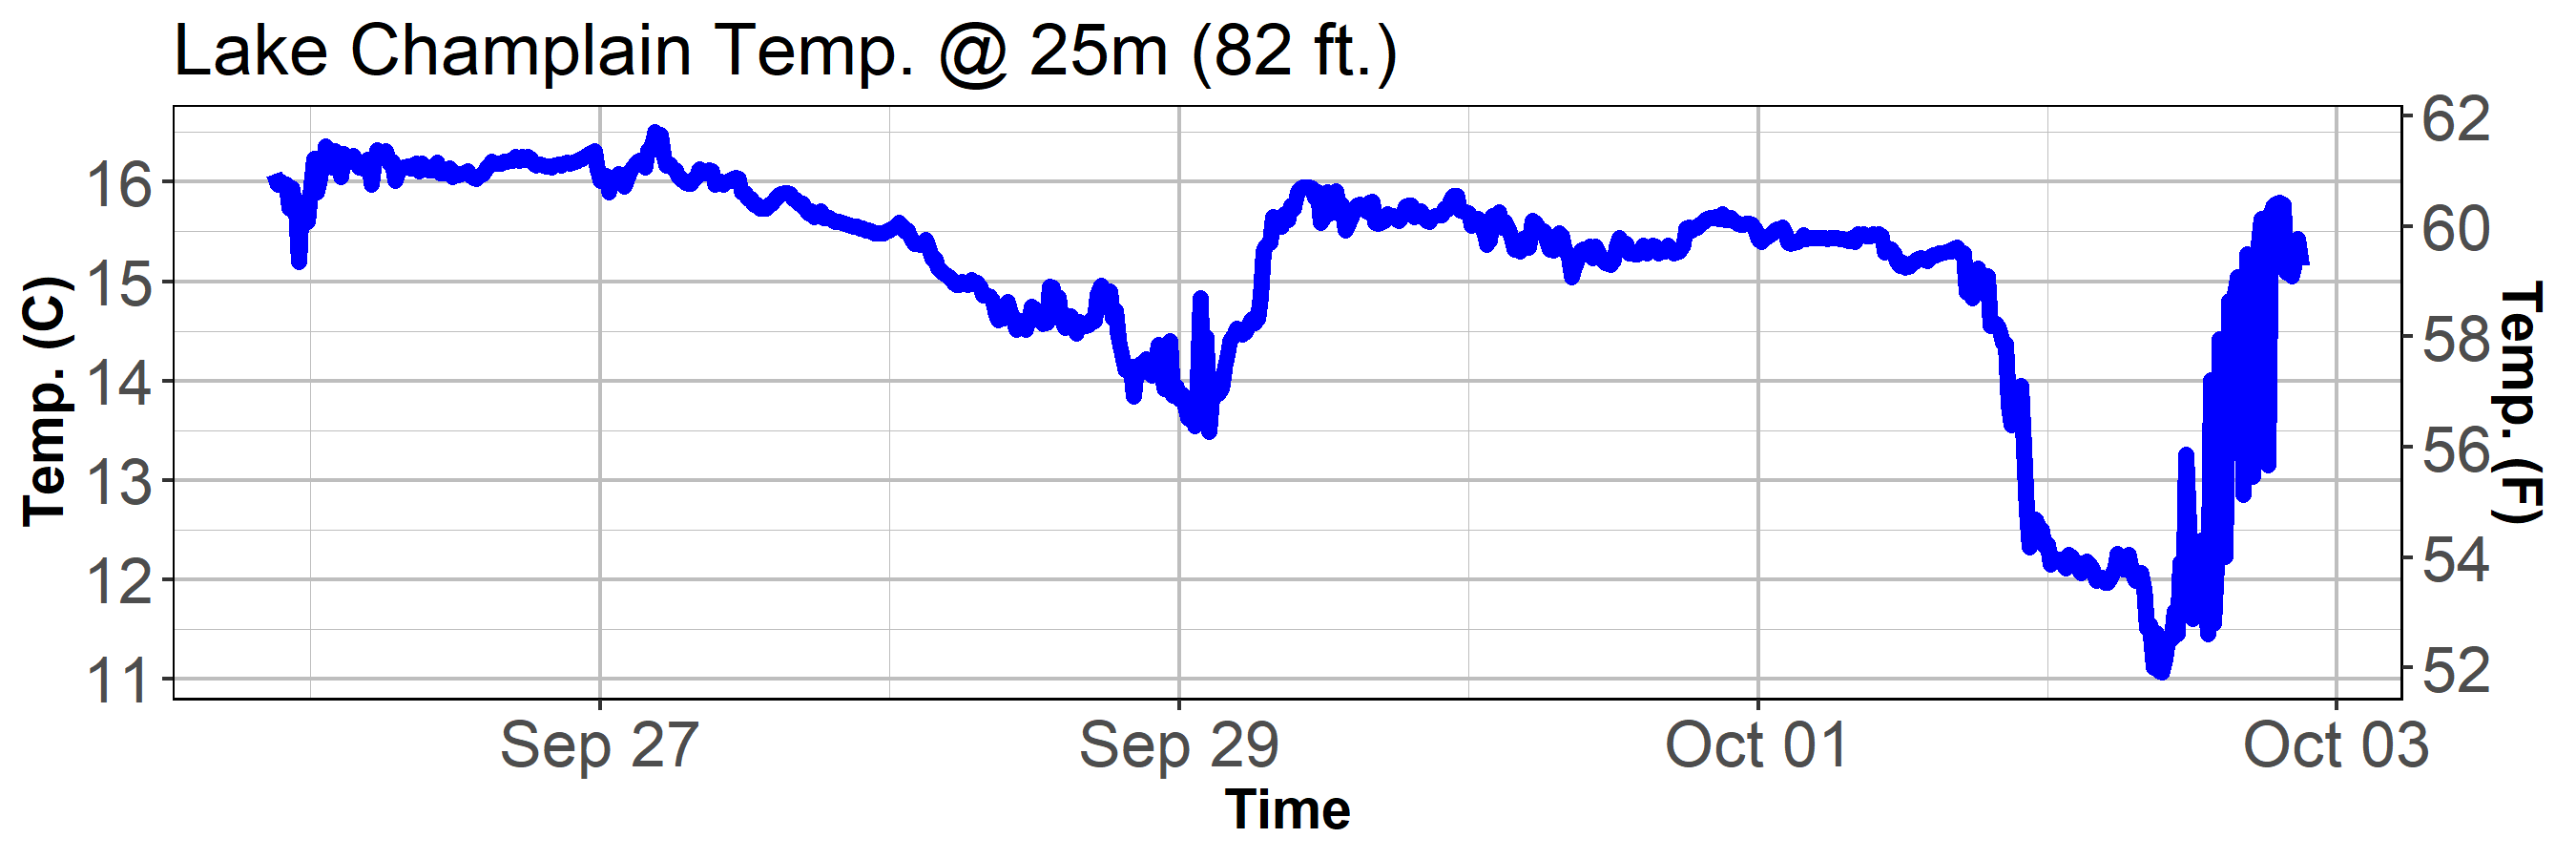 Lake Champlain Temp. @ 25m (82 ft.)
Temp. (C)
16
15
14
13
12
11
62
60
58
56
54
52
Temp. (F)
Sep 27
Sep 29
Oct 01
Oct 03
Time